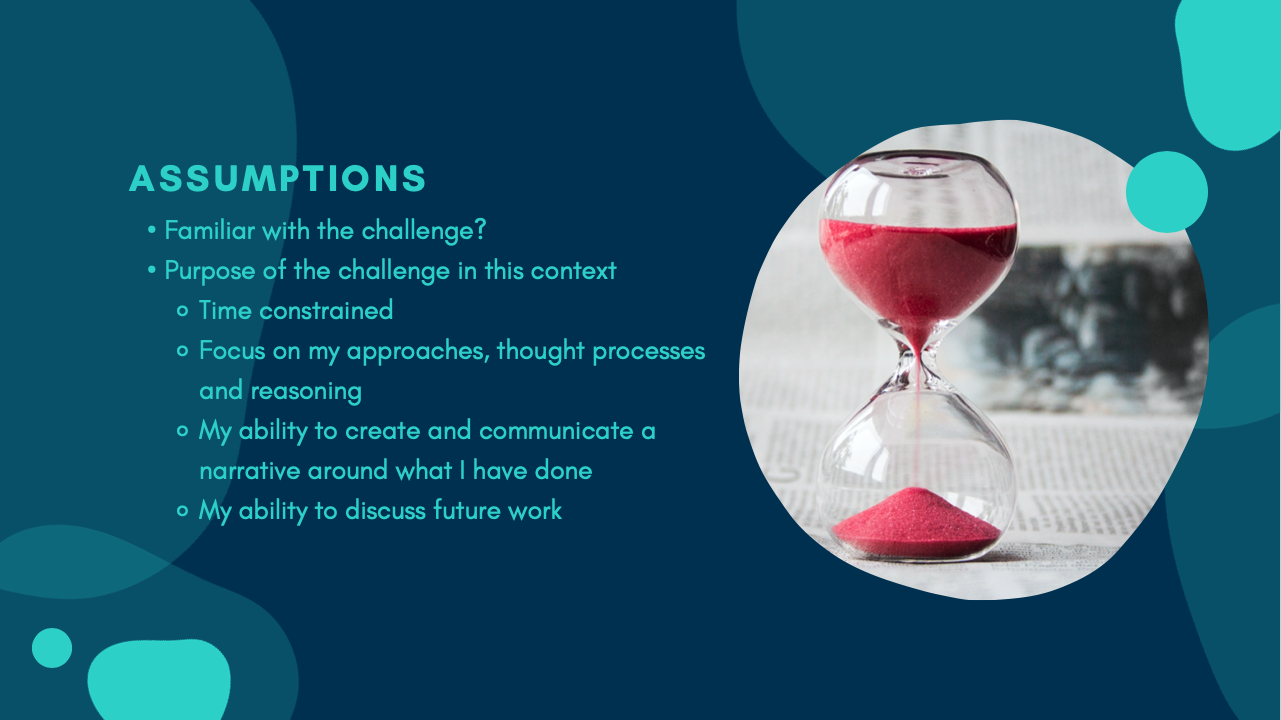 ASSUMPTIONS
• Familiar with the challenge?
• Purpose of the challenge in this context
◦ Time constrained
◦ Focus on my approaches, thought processes
and reasoning
◦ My ability to create and communicate a
narrative around what I have done
◦ My ability to discuss future work